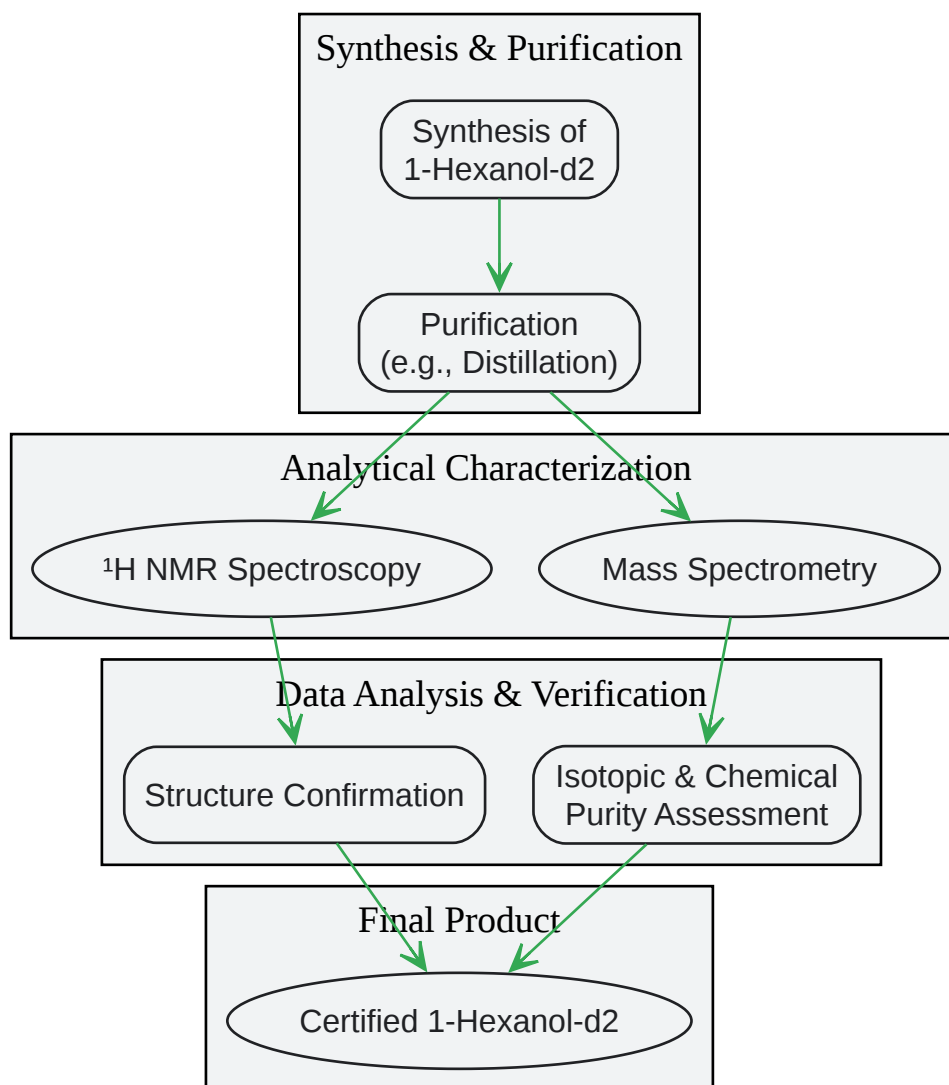 Synthesis & Purification
Synthesis of
1-Hexanol-d2
Purification
(e.g., Distillation)
Analytical Characterization
¹H NMR Spectroscopy
Mass Spectrometry
Data Analysis & Verification
Structure Confirmation
Isotopic & Chemical
Purity Assessment
Final Product
Certified 1-Hexanol-d2